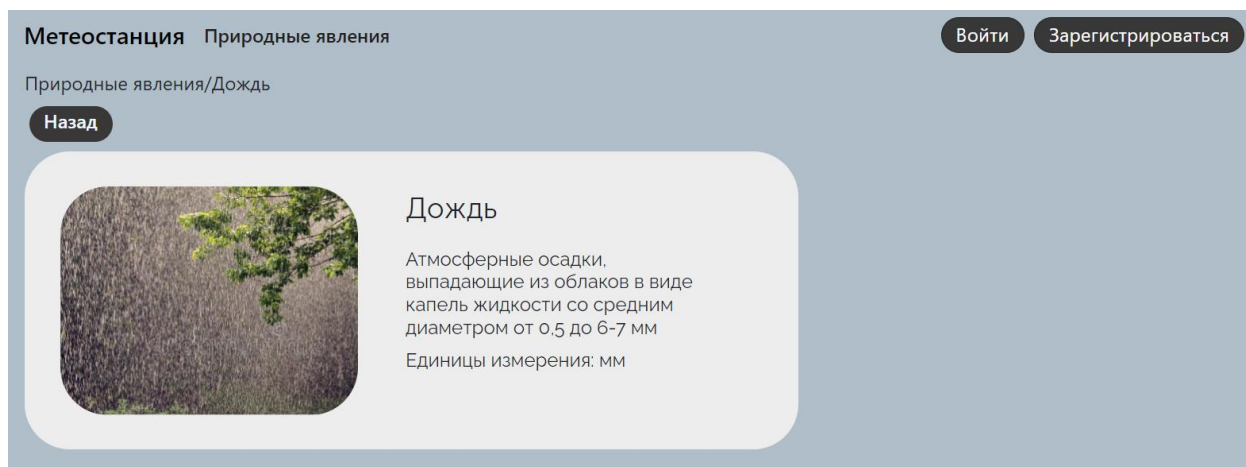 Метеостанция Природные явления Войти Зарегистрироваться
Природные явления/Дождь
Назад
Дождь
Атмосферные осадки,
выпадающие из облаков в виде
капель жидкости со средним
диаметром от 0,5 до 6-7 мм
Единицы измерения: мм